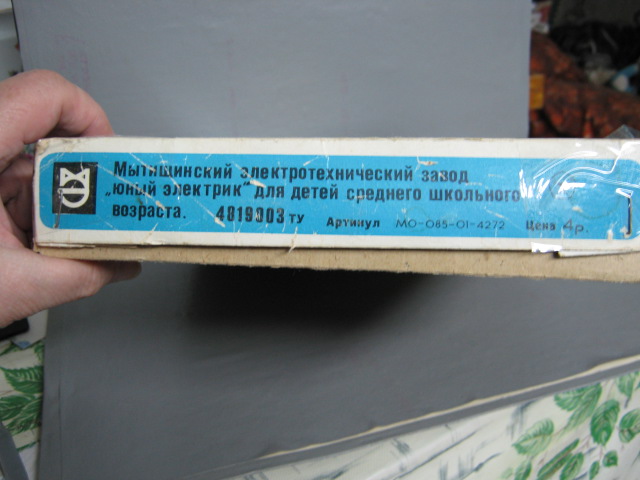 Мытищинский электротехнический завод
„юный электрик“ для детей среднего школьного
возраста. 4019003 ТУ Артикул МО-085-01-4272 Цена 4р.